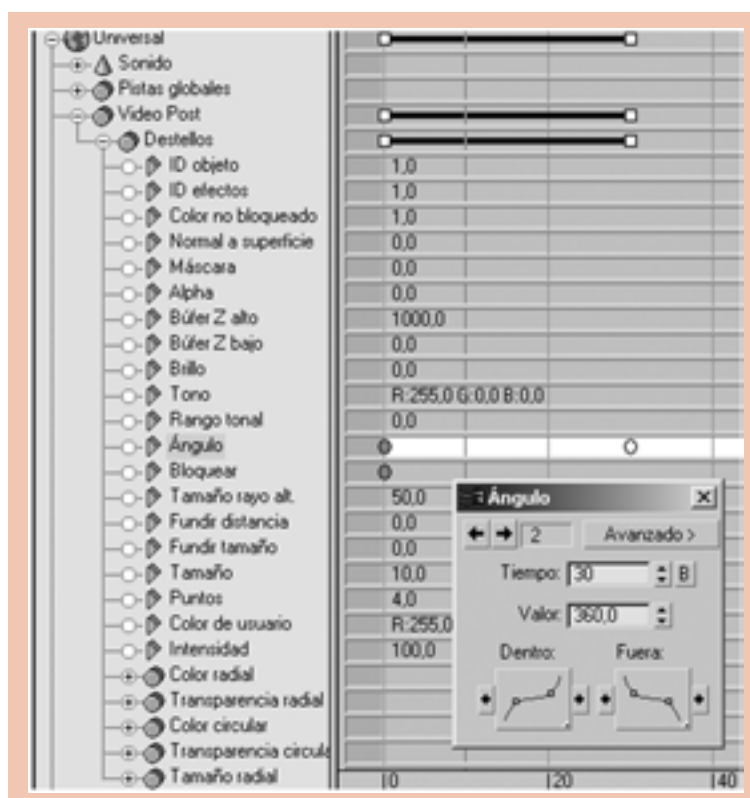 Universal
Sonido
Pistas globales
Video Post
Destellos
ID objeto 1,0
ID efectos 1,0
Color no bloqueado 1,0
Normal a superficie 0,0
Máscara 0,0
Alpha 0,0
Búfer Z alto 1000,0
Búfer Z bajo 0,0
Brillo 0,0
Tono R:255,0 G:0,0 B:0,0
Rango tonal 0,0
Ángulo
Bloquear
Tamaño rayo alt. 50,0
Fundir distancia 0,0
Fundir tamaño 0,0
Tamaño 10,0
Puntos 4,0
Color de usuario R:255,0
Intensidad 100,0
Color radial
Transparencia radial
Color circular
Transparencia circula
Tamaño radial
Ángulo
2 Avanzado >
Tiempo: 30 B
Valor: 360,0
Dentro: Fuera:
0 20 40